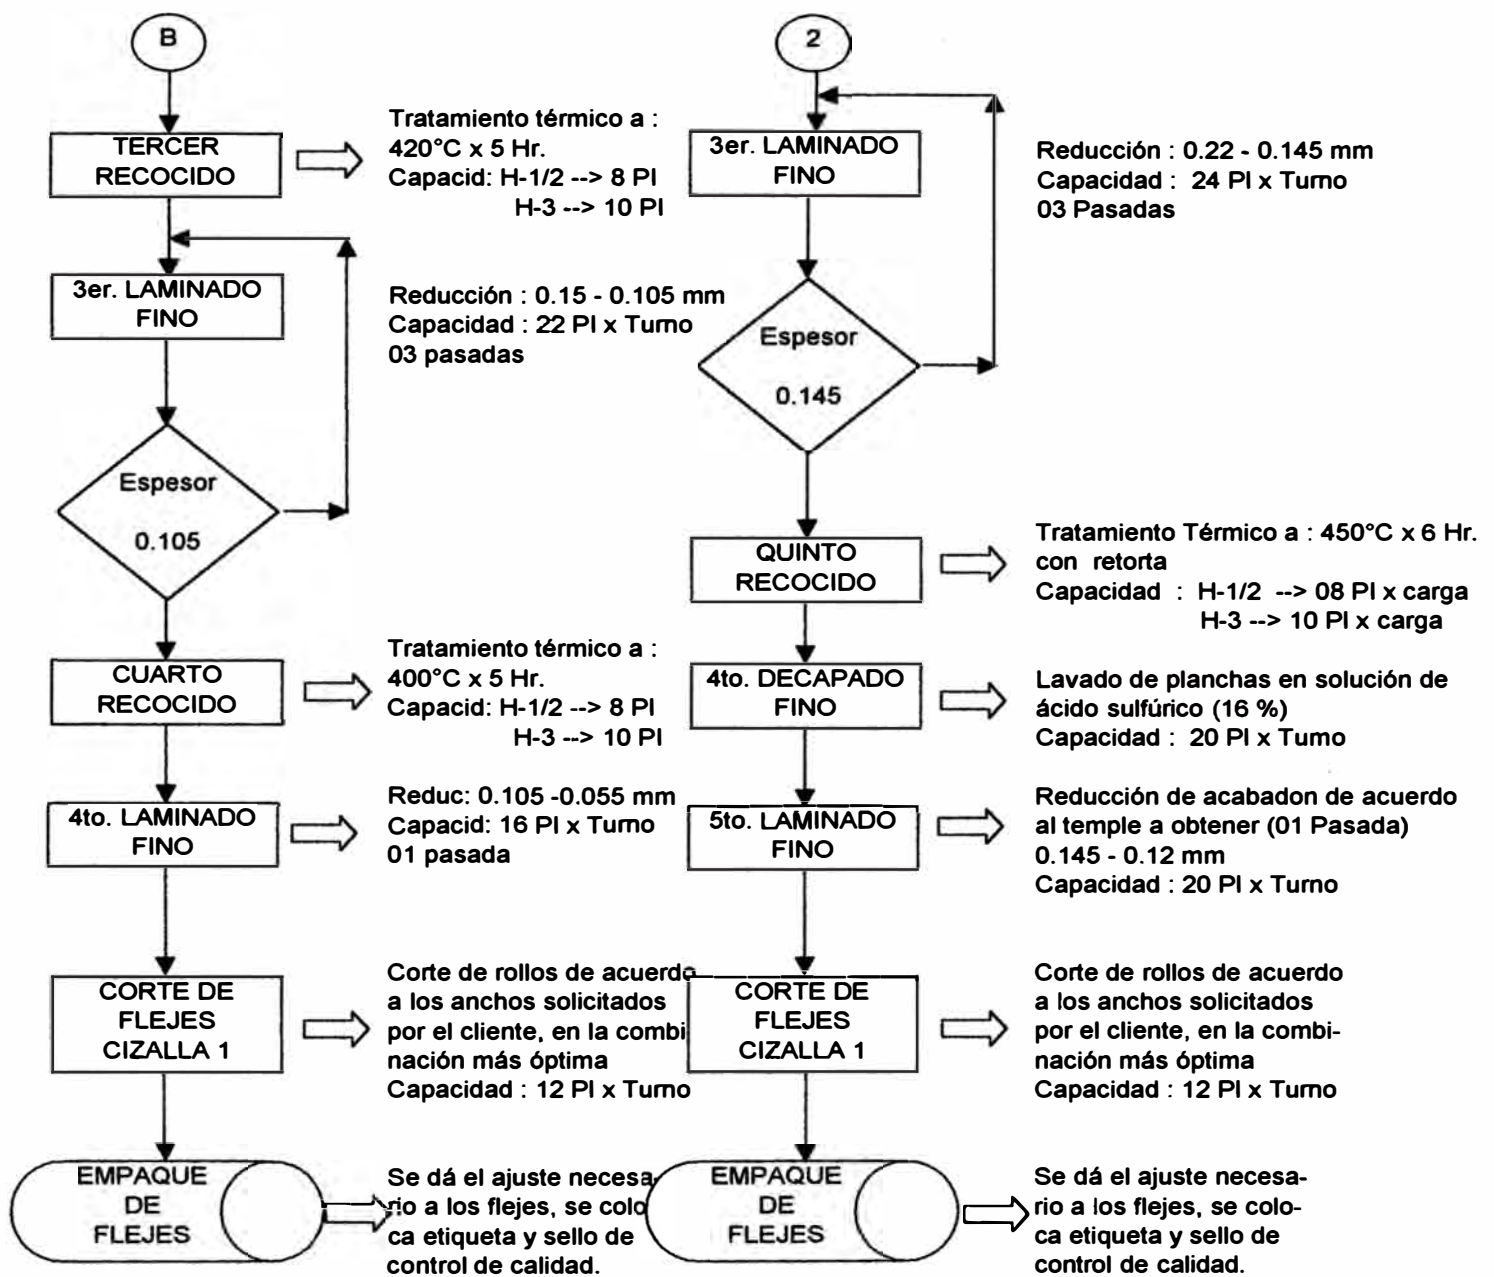 B
TERCER
RECOCIDO
Tratamiento térmico a :
420°C x 5 Hr.
Capacid: H-1/2 --> 8 Pl
H-3 --> 10 Pl
3er. LAMINADO
FINO
Reducción : 0.15 - 0.105 mm
Capacidad : 22 Pl x Turno
03 pasadas
Espesor
0.105
CUARTO
RECOCIDO
Tratamiento térmico a :
400°C x 5 Hr.
Capacid: H-1/2 --> 8 Pl
H-3 --> 10 Pl
4to. LAMINADO
FINO
Reduc: 0.105 -0.055 mm
Capacid: 16 Pl x Turno
01 pasada
CORTE DE
FLEJES
CIZALLA 1
Corte de rollos de acuerdo
a los anchos solicitados
por el cliente, en la combi
nación más óptima
Capacidad : 12 Pl x Turno
EMPAQUE
DE
FLEJES
Se dá el ajuste necesa-
rio a los flejes, se colo
ca etiqueta y sello de
control de calidad.
2
3er. LAMINADO
FINO
Reducción : 0.22 - 0.145 mm
Capacidad : 24 Pl x Turno
03 Pasadas
Espesor
0.145
QUINTO
RECOCIDO
Tratamiento Térmico a : 450°C x 6 Hr.
con retorta
Capacidad : H-1/2 --> 08 Pl x carga
H-3 --> 10 Pl x carga
4to. DECAPADO
FINO
Lavado de planchas en solución de
ácido sulfúrico (16 %)
Capacidad : 20 Pl x Turno
5to. LAMINADO
FINO
Reducción de acabadon de acuerdo
al temple a obtener (01 Pasada)
0.145 - 0.12 mm
Capacidad : 20 Pl x Turno
CORTE DE
FLEJES
CIZALLA 1
Corte de rollos de acuerdo
a los anchos solicitados
por el cliente, en la combi-
nación más óptima
Capacidad : 12 Pl x Turno
EMPAQUE
DE
FLEJES
Se dá el ajuste necesa-
rio a los flejes, se colo-
ca etiqueta y sello de
control de calidad.